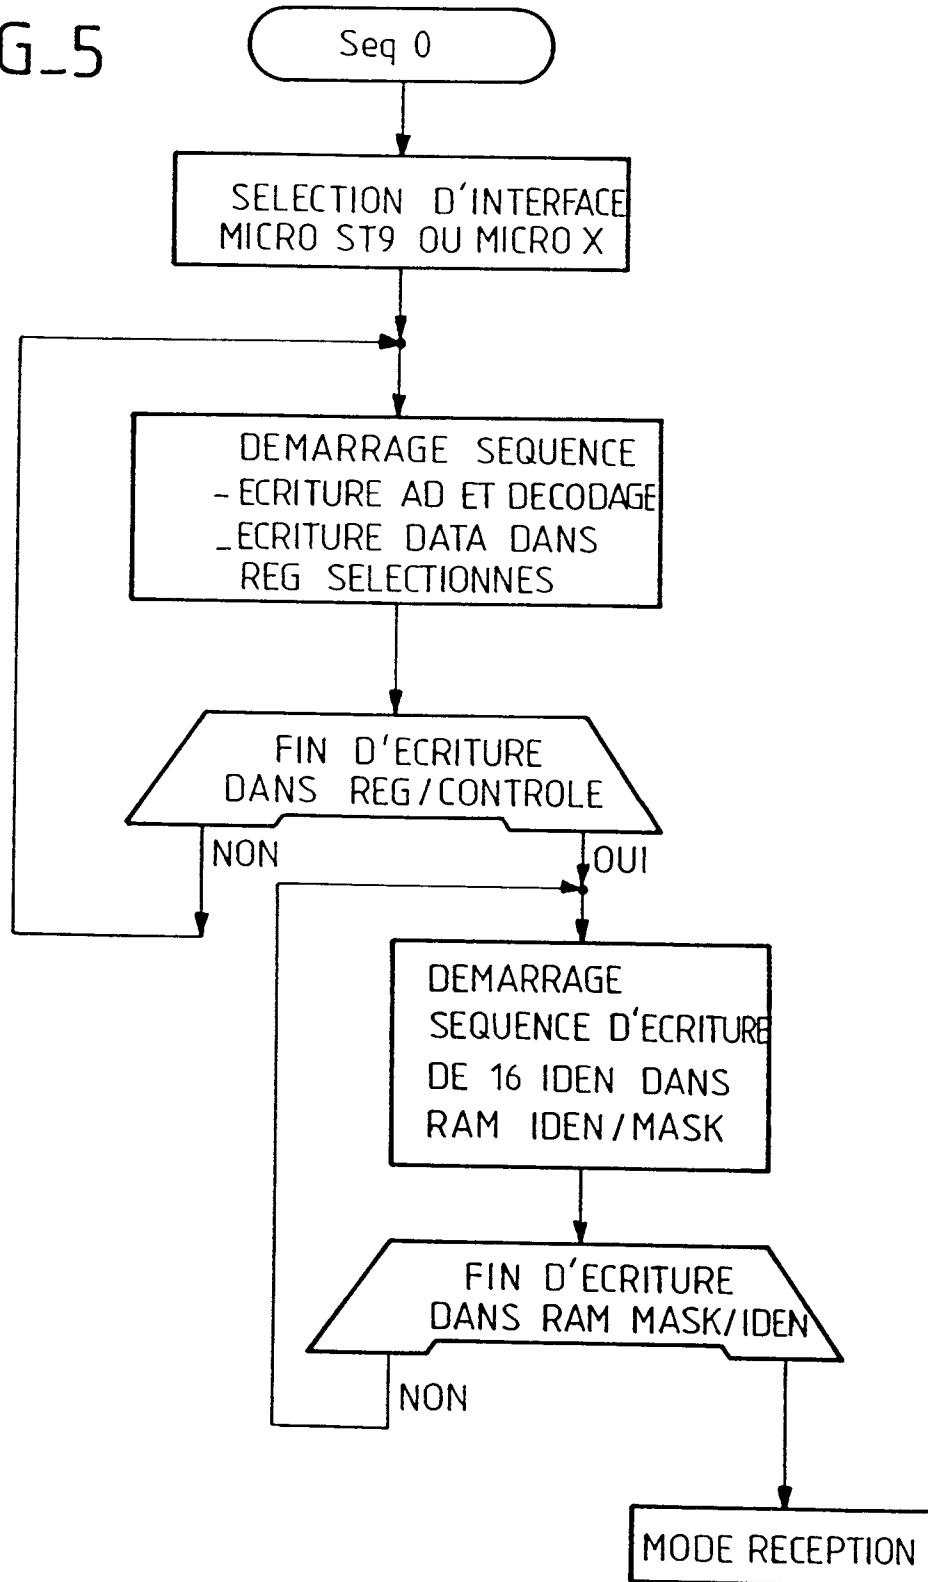 G_5
Seq 0
SELECTION D'INTERFACE
MICRO ST9 OU MICRO X
DEMARRAGE SEQUENCE
- ECRITURE AD ET DECODAGE
_ ECRITURE DATA DANS
REG SELECTIONNES
FIN D'ECRITURE
DANS REG/CONTROLE
NON
OUI
DEMARRAGE
SEQUENCE D'ECRITURE
DE 16 IDEN DANS
RAM IDEN/MASK
FIN D'ECRITURE
DANS RAM MASK/IDEN
NON
MODE RECEPTION